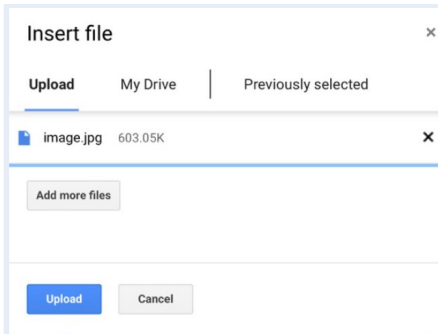 Insert file ×
Upload My Drive Previously selected
image.jpg 603.05K ×
Add more files
Upload Cancel